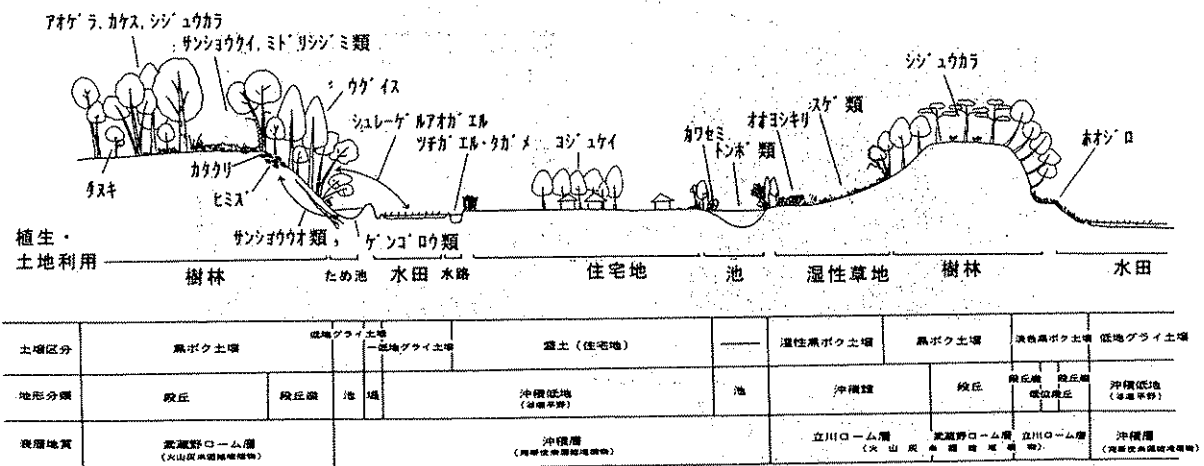 アオゲラ, カケス, シジュウカラ
サンショウクイ, ミドリシジミ類
ウグイス
シュレーゲルアオガエル
ツチガエル・タガメ
コジュケイ
カワセミ
トンボ類
オオヨシキリ
スゲ類
シジュウカラ
ホオジロ
タヌキ
カタクリ
ヒミズ
サンショウウオ類,
ゲンゴロウ類
植生・
土地利用
樹林 ため池 水田 水路 住宅地 池 湿性草地 樹林 水田
土壌区分 黒ボク土壌 低地グライ土壌 低地グライ土壌 盛土(住宅地) 湿性黒ボク土壌 黒ボク土壌 淡色黒ボク土壌 低地グライ土壌
地形分類 段丘 段丘崖 池 沖積低地 池 沖積錐 段丘 段丘崖 段丘崖 沖積低地
(谷底平野) 低位段丘 (谷底平野)
表層地質 武蔵野ローム層 沖積層 立川ローム層 武蔵野ローム層 立川ローム層 沖積層